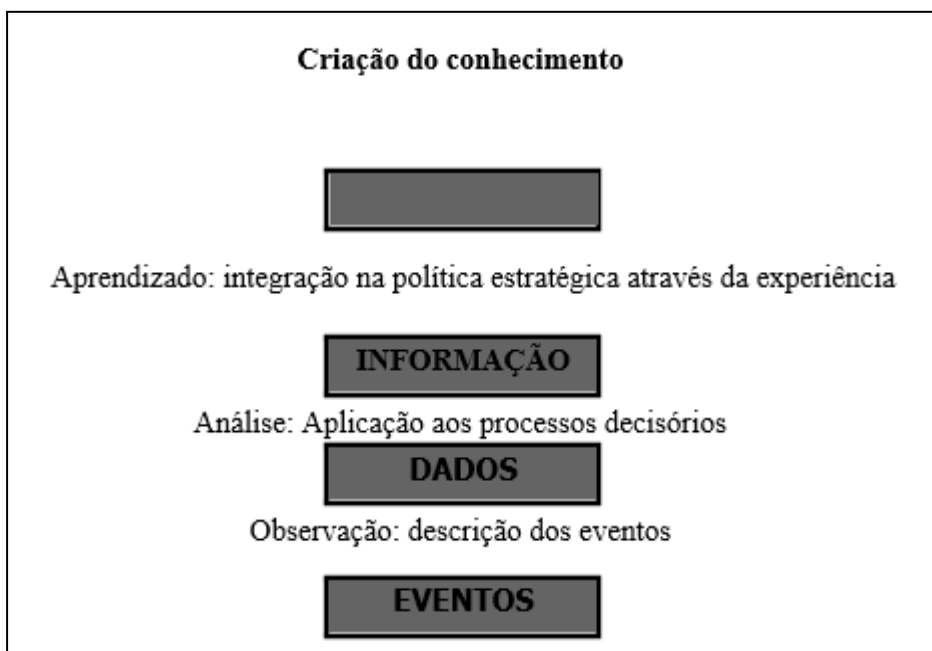 Criação do conhecimento
Aprendizado: integração na política estratégica através da experiência
INFORMAÇÃO
Análise: Aplicação aos processos decisórios
DADOS
Observação: descrição dos eventos
EVENTOS